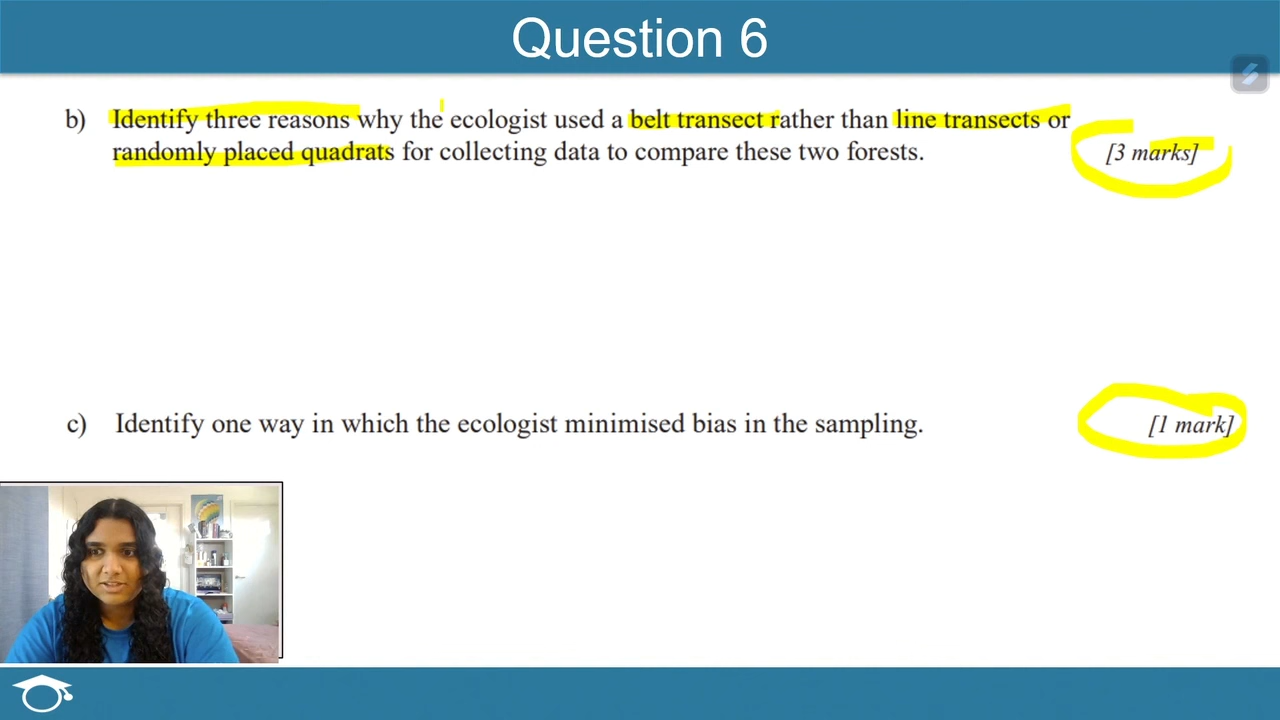 Question 6
b) Identify three reasons why the ecologist used a belt transect rather than line transects or
randomly placed quadrats for collecting data to compare these two forests. [3 marks]
c) Identify one way in which the ecologist minimised bias in the sampling. [1 mark]